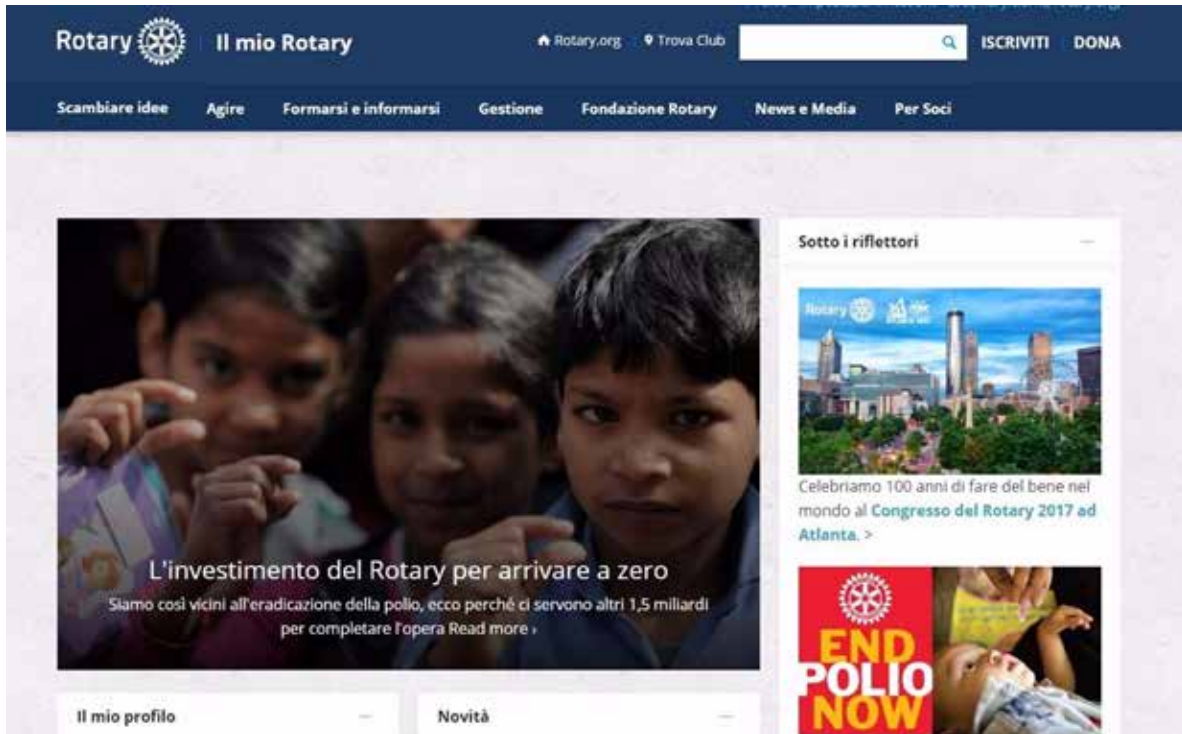 Rotary
Il mio Rotary
Rotary.org
Trova Club
ISCRIVITI
DONA
Scambiare idee
Agire
Formarsi e informarsi
Gestione
Fondazione Rotary
News e Media
Per Soci
L'investimento del Rotary per arrivare a zero
Siamo così vicini all'eradicazione della polio, ecco perché ci servono altri 1,5 miliardi
per completare l'opera Read more ›
Sotto i riflettori
Rotary
Celebriamo 100 anni di fare del bene nel
mondo al Congresso del Rotary 2017 ad
Atlanta. >
END
POLIO
NOW
Il mio profilo
Novità